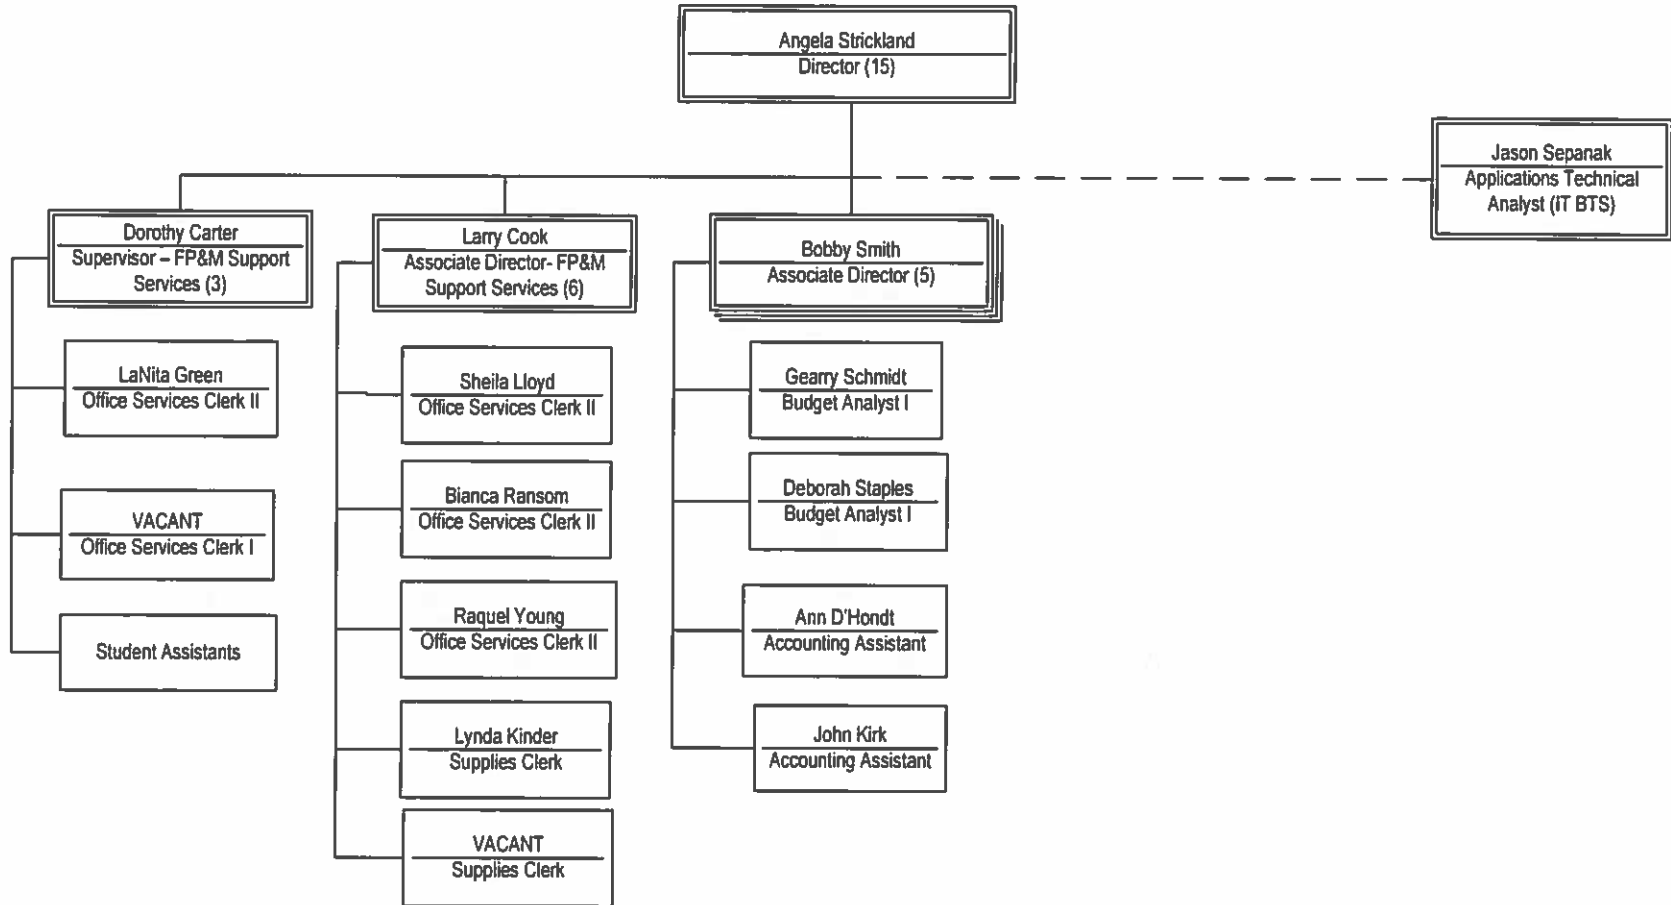 Angela Strickland
Director (15)
Jason Sepanak
Applications Technical
Analyst (IT BTS)
Dorothy Carter
Supervisor – FP&M Support
Services (3)
Larry Cook
Associate Director- FP&M
Support Services (6)
Bobby Smith
Associate Director (5)
LaNita Green
Office Services Clerk II
VACANT
Office Services Clerk I
Student Assistants
Sheila Lloyd
Office Services Clerk II
Bianca Ransom
Office Services Clerk II
Raquel Young
Office Services Clerk II
Lynda Kinder
Supplies Clerk
VACANT
Supplies Clerk
Gearry Schmidt
Budget Analyst I
Deborah Staples
Budget Analyst I
Ann D'Hondt
Accounting Assistant
John Kirk
Accounting Assistant